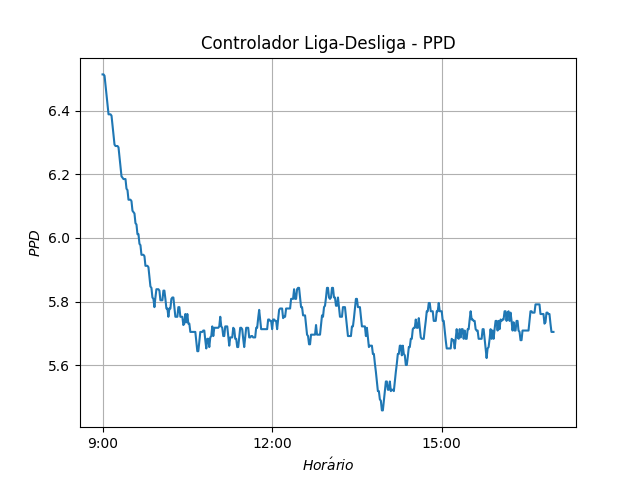 Controlador Liga-Desliga - PPD
6.4
6.2
6.0
5.8
5.6
PPD
9:00 12:00 15:00
Horário